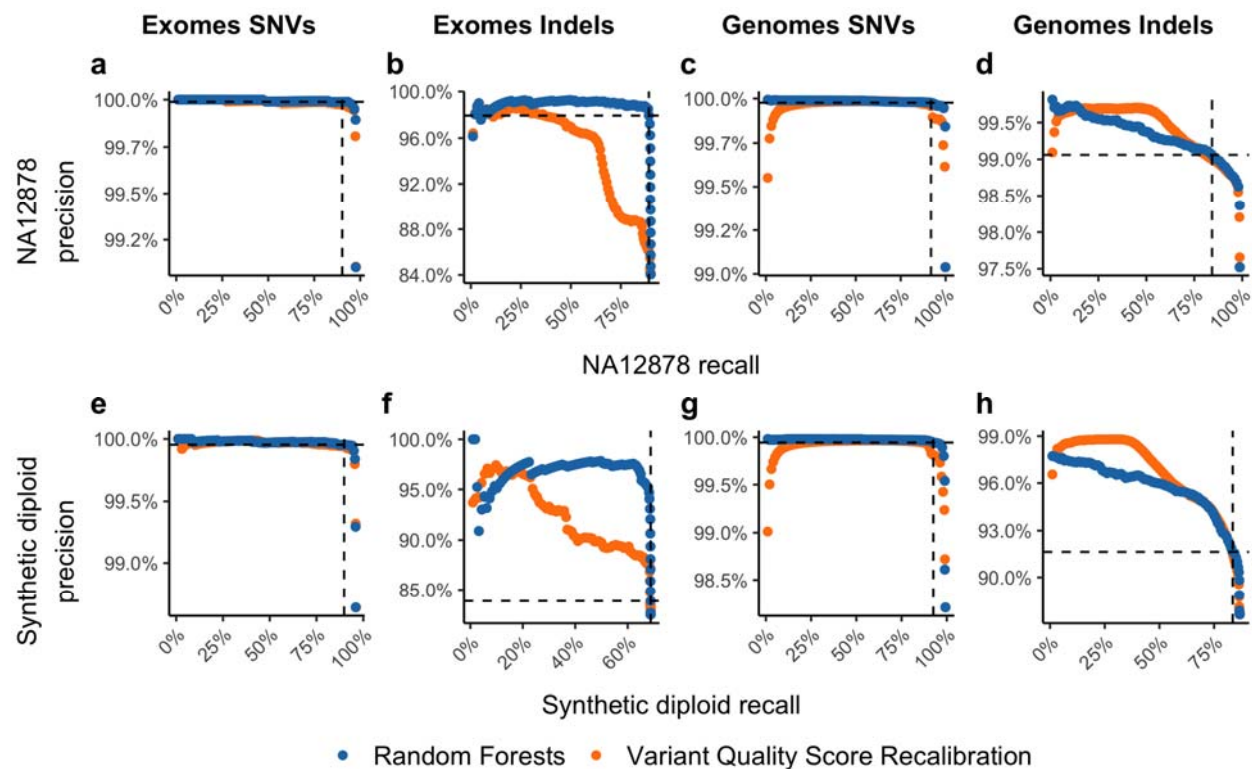 Exomes SNVs Exomes Indels Genomes SNVs Genomes Indels
a b c d
NA12878
precision
100.0%
99.7%
99.5%
99.2%
0% 25% 50% 75% 100%
100.0%
96.0%
92.0%
88.0%
84.0%
0% 25% 50% 75%
100.0%
99.7%
99.5%
99.2%
99.0%
0% 25% 50% 75% 100%
99.5%
99.0%
98.5%
98.0%
97.5%
0% 25% 50% 75% 100%
NA12878 recall
e f g h
Synthetic diploid
precision
100.0%
99.5%
99.0%
0% 25% 50% 75% 100%
100.0%
95.0%
90.0%
85.0%
0% 20% 40% 60%
100.0%
99.5%
99.0%
98.5%
0% 25% 50% 75% 100%
99.0%
96.0%
93.0%
90.0%
0% 25% 50% 75%
Synthetic diploid recall
Random Forests Variant Quality Score Recalibration